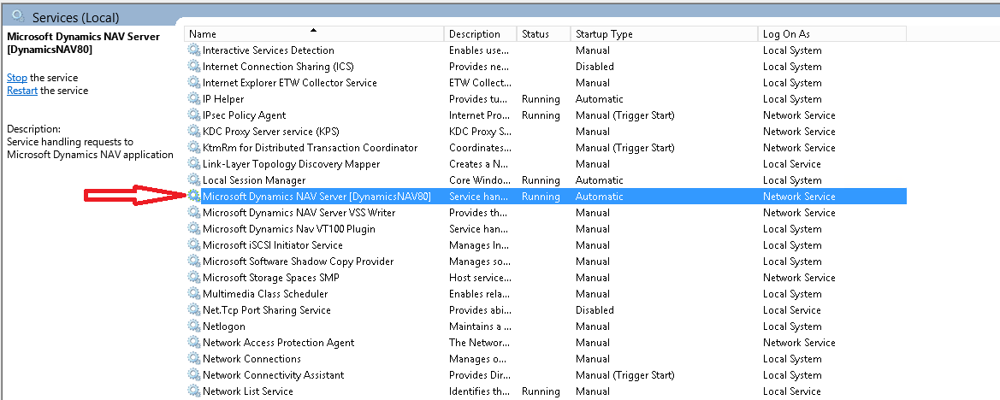 Services (Local)
Microsoft Dynamics NAV Server
[DynamicsNAV80]
Stop the service
Restart the service
Description:
Service handling requests to
Microsoft Dynamics NAV application
Name Description Status Startup Type Log On As
Interactive Services Detection Enables use... Manual Local System
Internet Connection Sharing (ICS) Provides ne... Disabled Local System
Internet Explorer ETW Collector Service ETW Collect... Manual Local System
IP Helper Provides tu... Running Automatic Local System
IPsec Policy Agent Internet Pro... Running Manual (Trigger Start) Network Service
KDC Proxy Server service (KPS) KDC Proxy S... Manual Network Service
KtmRm for Distributed Transaction Coordinator Coordinates... Manual (Trigger Start) Network Service
Link-Layer Topology Discovery Mapper Creates a N... Manual Local Service
Local Session Manager Core Windo... Running Automatic Local System
Microsoft Dynamics NAV Server [DynamicsNAV80] Service han... Running Automatic Network Service
Microsoft Dynamics NAV Server VSS Writer Provides th... Manual Network Service
Microsoft Dynamics Nav VT100 Plugin Service han... Manual Local System
Microsoft iSCSI Initiator Service Manages In... Manual Local System
Microsoft Software Shadow Copy Provider Manages so... Manual Local System
Microsoft Storage Spaces SMP Host service... Manual Network Service
Multimedia Class Scheduler Enables rela... Manual Local System
Net.Tcp Port Sharing Service Provides abi... Disabled Local Service
Netlogon Maintains a ... Manual Local System
Network Access Protection Agent The Networ... Manual Network Service
Network Connections Manages o... Manual Local System
Network Connectivity Assistant Provides Dir... Manual (Trigger Start) Local System
Network List Service Identifies th... Running Manual Local Service